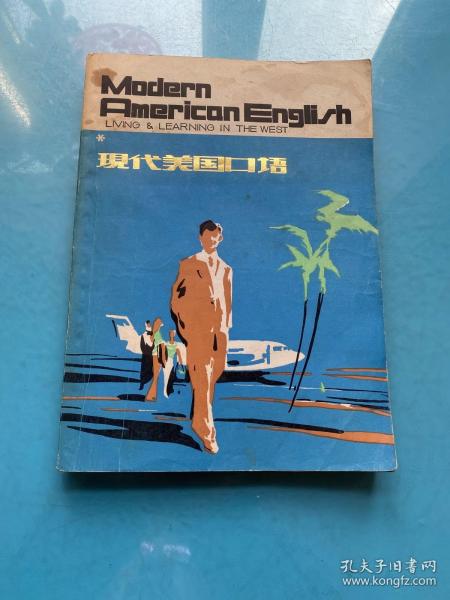 Modern
American English
LIVING & LEARNING IN THE WEST
*
現代美国口语
孔夫子旧书网
www.kongfz.com